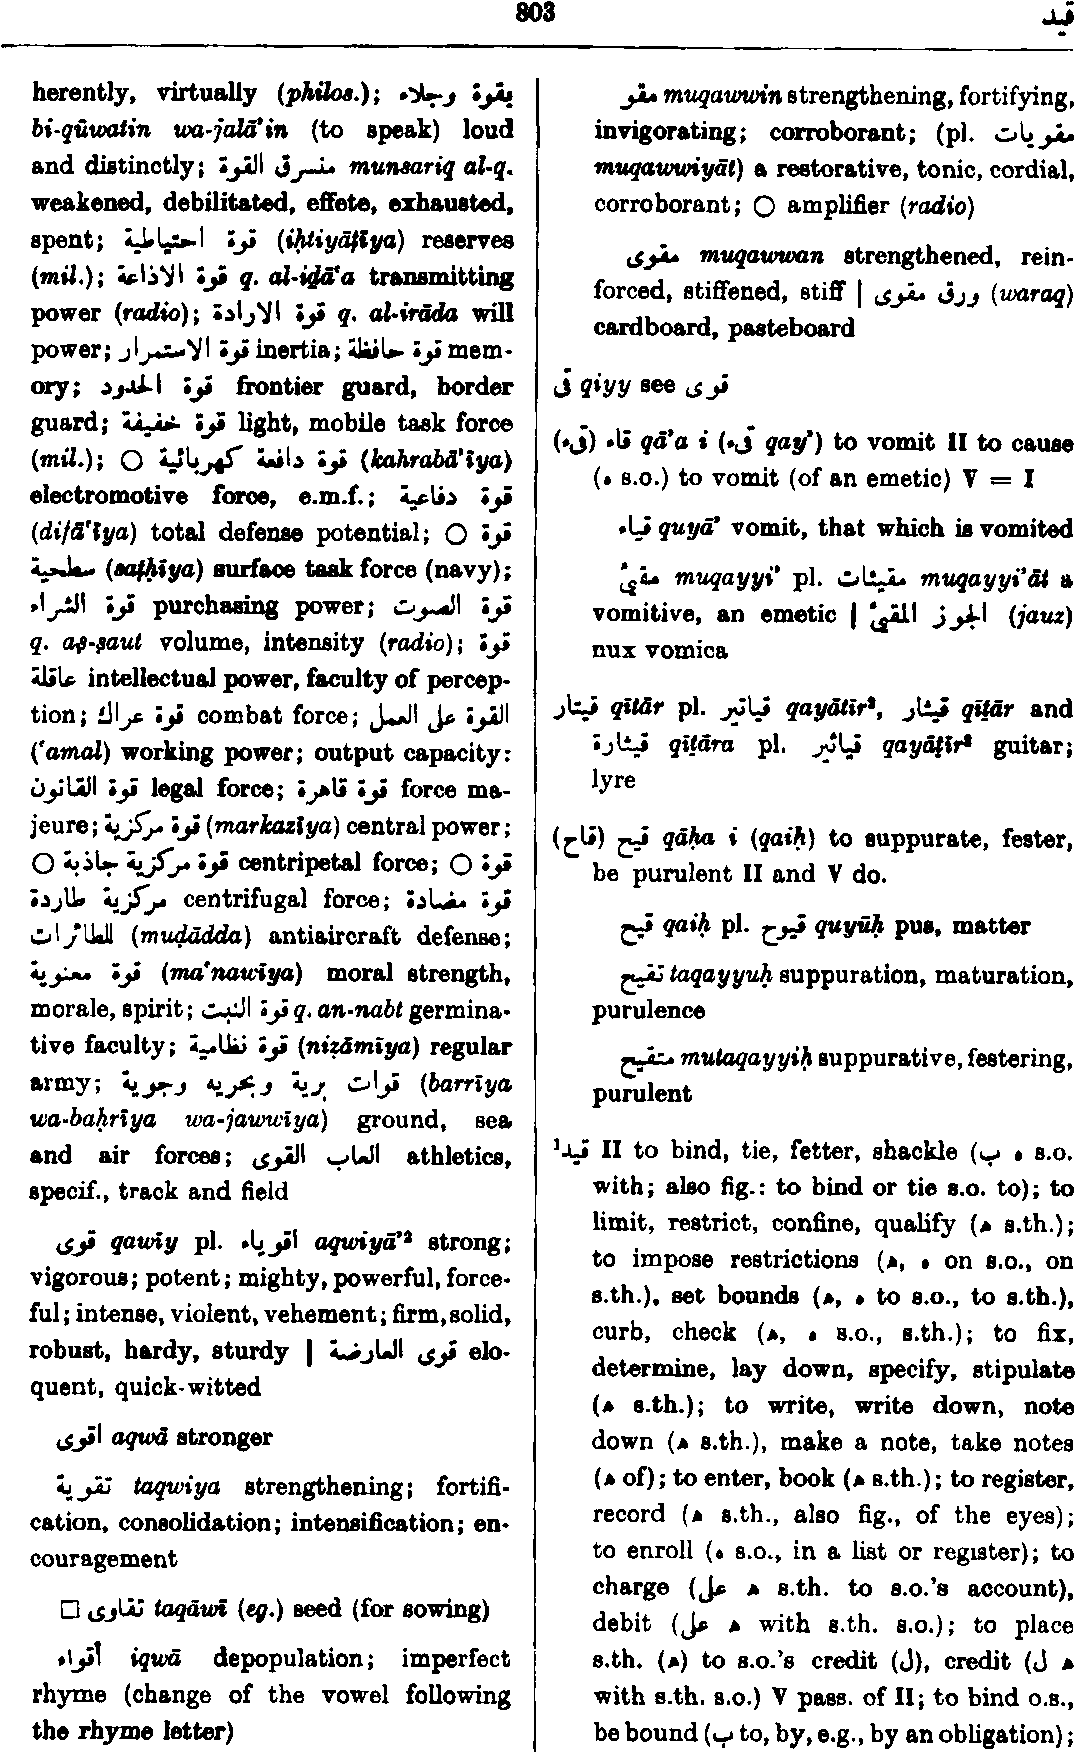 803
قيد
herently, virtually (philos.); بقوة وجلاء
bi-qūwatin wa-jalā'in (to speak) loud
and distinctly; منسرق القوة munsariq al-q.
weakened, debilitated, effete, exhausted,
spent; قوة احتياطية (iḥtiyāṭīya) reserves
(mil.); قوة الاذاعة q. al-iḏā‘a transmitting
power (radio); قوة الارادة q. al-irāda will
power; قوة الاستمرار inertia; قوة حافظة mem-
ory; قوة الحدود frontier guard, border
guard; قوة خفيفة light, mobile task force
(mil.); ○ قوة دافعة كهربائية (kahrabā'īya)
electromotive force, e.m.f.; قوة دفاعية
(difā‘īya) total defense potential; ○ قوة
سطحية (saṭḥīya) surface task force (navy);
قوة الشراء purchasing power; قوة الصوت
q. aṣ-ṣaut volume, intensity (radio); قوة
عاقلة intellectual power, faculty of percep-
tion; قوة عراك combat force; القوة على العمل
(‘amal) working power; output capacity;
قوة القانون legal force; قوة قاهرة force ma-
jeure; قوة مركزية (markazīya) central power;
○ قوة مركزية جاذبة centripetal force; ○ قوة
مركزية طاردة centrifugal force; قوة مضادة
للطائرات (muḍādda) antiaircraft defense;
قوة معنوية (ma‘nawīya) moral strength,
morale, spirit; قوة النبت q. an-nabt germina-
tive faculty; قوة نظامية (niẓāmīya) regular
army; قوات برية وبحريه وجوية (barrīya
wa-baḥrīya wa-jawwīya) ground, sea
and air forces; العاب القوى athletics,
specif., track and field
قوى qawīy pl. اقوياء aqwiyā'² strong;
vigorous; potent; mighty, powerful, force-
ful; intense, violent, vehement; firm, solid,
robust, hardy, sturdy | قوى العارضة elo-
quent, quick-witted
اقوى aqwā stronger
تقوية taqwiya strengthening; fortifi-
cation, consolidation; intensification; en-
couragement
□ تقاوى taqāwī (eg.) seed (for sowing)
أقواء iqwā depopulation; imperfect
rhyme (change of the vowel following
the rhyme letter)
مقو muqawwin strengthening, fortifying,
invigorating; corroborant; (pl. مقويات
muqawwiyāt) a restorative, tonic, cordial,
corroborant; ○ amplifier (radio)
مقوى muqawwan strengthened, rein-
forced, stiffened, stiff | ورق مقوى (waraq)
cardboard, pasteboard
قى qiyy see قوى
(قىء) قاء qā'a i (قىء qay') to vomit II to cause
(ه s.o.) to vomit (of an emetic) V = I
قياء quyā' vomit, that which is vomited
مقيئ muqayyi' pl. مقيئات muqayyi'āt a
vomitive, an emetic | الجوز المقيئ (jauz)
nux vomica
قيتار qītār pl. قياتير qayātīr², قيثار qīṯār and
قيثارة qīṯāra pl. قياثير qayāṯīr² guitar;
lyre
(قاح) قيح qāḥa i (qaiḥ) to suppurate, fester,
be purulent II and V do.
قيح qaiḥ pl. قيوح quyūḥ pus, matter
تقيح taqayyuḥ suppuration, maturation,
purulence
متقيح mutaqayyiḥ suppurative, festering,
purulent
¹قيد II to bind, tie, fetter, shackle (ه ب s.o.
with; also fig.: to bind or tie s.o. to); to
limit, restrict, confine, qualify (ه s.th.);
to impose restrictions (ه, ه on s.o., on
s.th.), set bounds (ه, ه to s.o., to s.th.),
curb, check (ه, ه s.o., s.th.); to fix,
determine, lay down, specify, stipulate
(ه s.th.); to write, write down, note
down (ه s.th.), make a note, take notes
(ه of); to enter, book (ه s.th.); to register,
record (ه s.th., also fig., of the eyes);
to enroll (ه s.o., in a list or register); to
charge (ه على s.th. to s.o.'s account),
debit (ه على with s.th. s.o.); to place
s.th. (ه) to s.o.'s credit (ل), credit (ه ل
with s.th. s.o.) V pass. of II; to bind o.s.,
be bound (ب to, by, e.g., by an obligation);